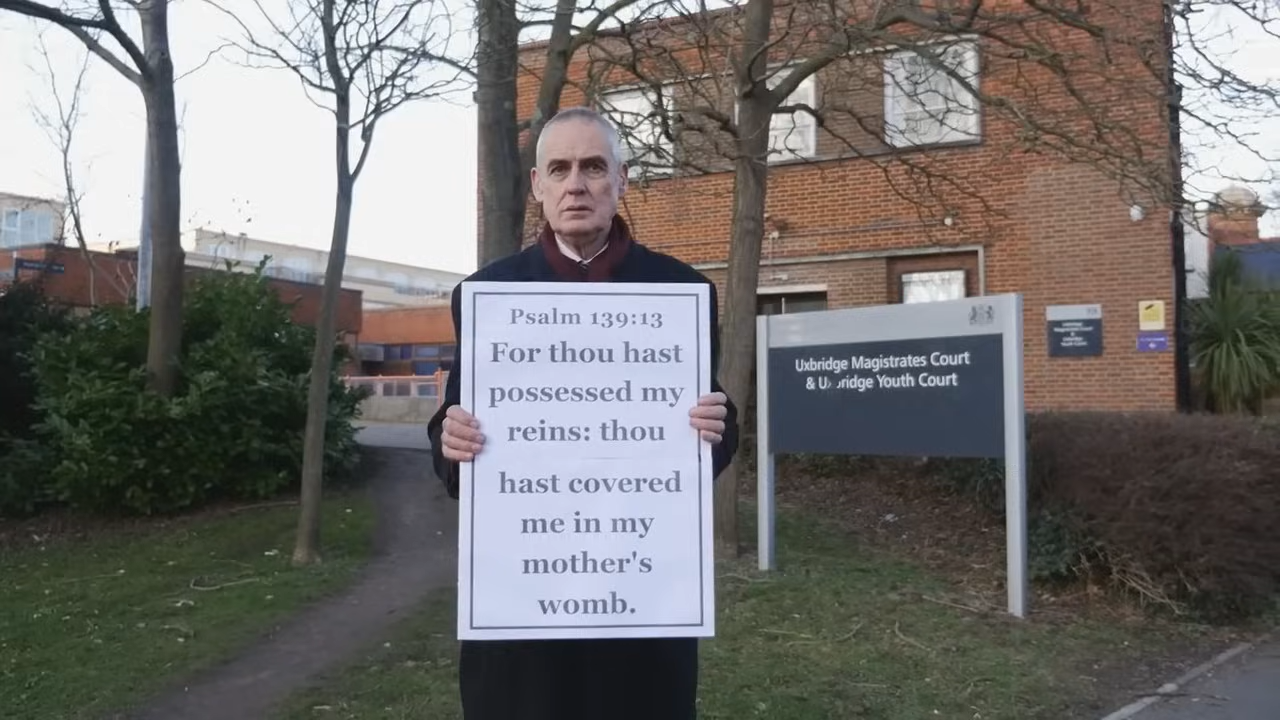 Psalm 139:13
For thou hast
possessed my
reins: thou
hast covered
me in my
mother's
womb.
Uxbridge Magistrates Court
& Uxbridge Youth Court